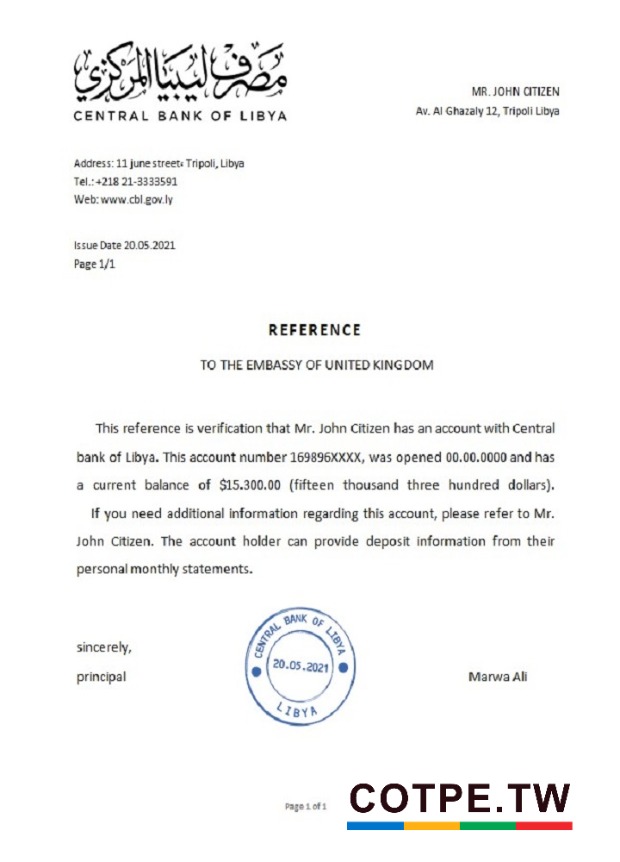 مصرف ليبيا المركزي
CENTRAL BANK OF LIBYA
MR. JOHN CITIZEN
Av. Al Ghazaly 12, Tripoli Libya
Address: 11 june street، Tripoli, Libya
Tel.: +218 21-3333591
Web: www.cbl.gov.ly
Issue Date 20.05.2021
Page 1/1
REFERENCE
TO THE EMBASSY OF UNITED KINGDOM
This reference is verification that Mr. John Citizen has an account with Central
bank of Libya. This account number 169896XXXX, was opened 00.00.0000 and has
a current balance of $15.300.00 (fifteen thousand three hundred dollars).
If you need additional information regarding this account, please refer to Mr.
John Citizen. The account holder can provide deposit information from their
personal monthly statements.
sincerely,
principal
CENTRAL BANK OF LIBYA
20.05.2021
LIBYA
Marwa Ali
Page 1 of 1
COTPE.TW